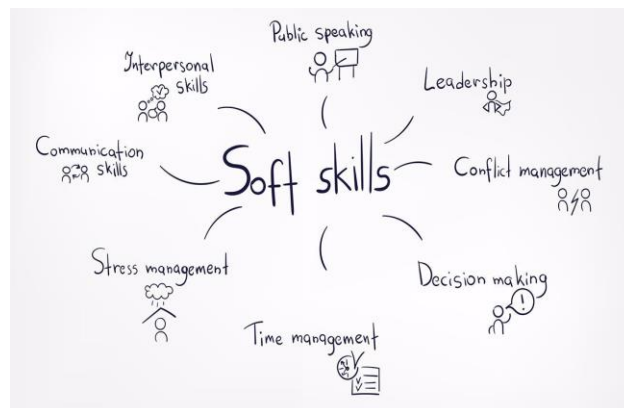 Public speaking
Interpersonal
skills
Leadership
Communication
skills
Soft skills
Conflict management
Stress management
Decision making
Time management